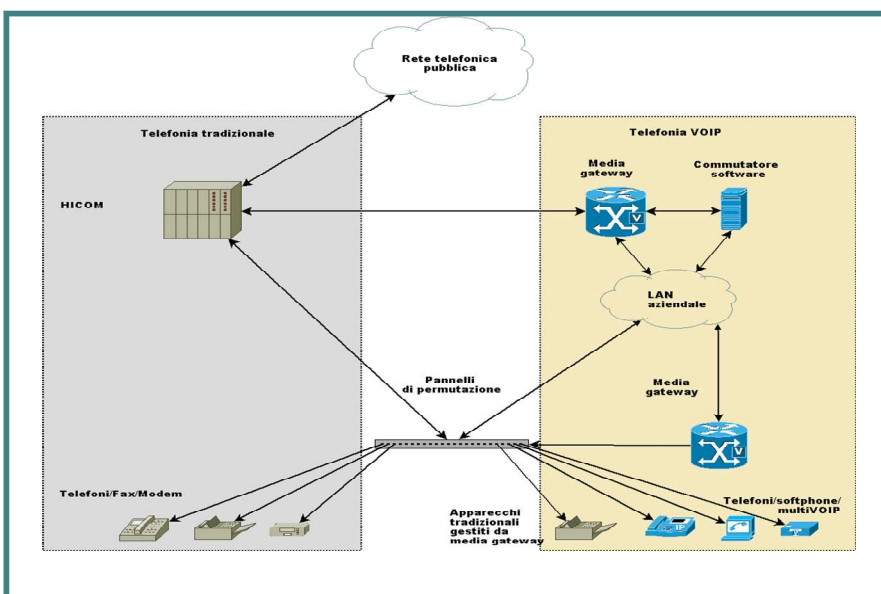 Rete telefonica
pubblica
Telefonia tradizionale
Telefonia VOIP
Media
gateway
Commutatore
software
HICOM
V
LAN
aziendale
Pannelli
di permutazione
Media
gateway
V
Telefoni/Fax/Modem
Apparecchi
tradizionali
gestiti da
media gateway
Telefoni/softphone/
multiVOIP
IP